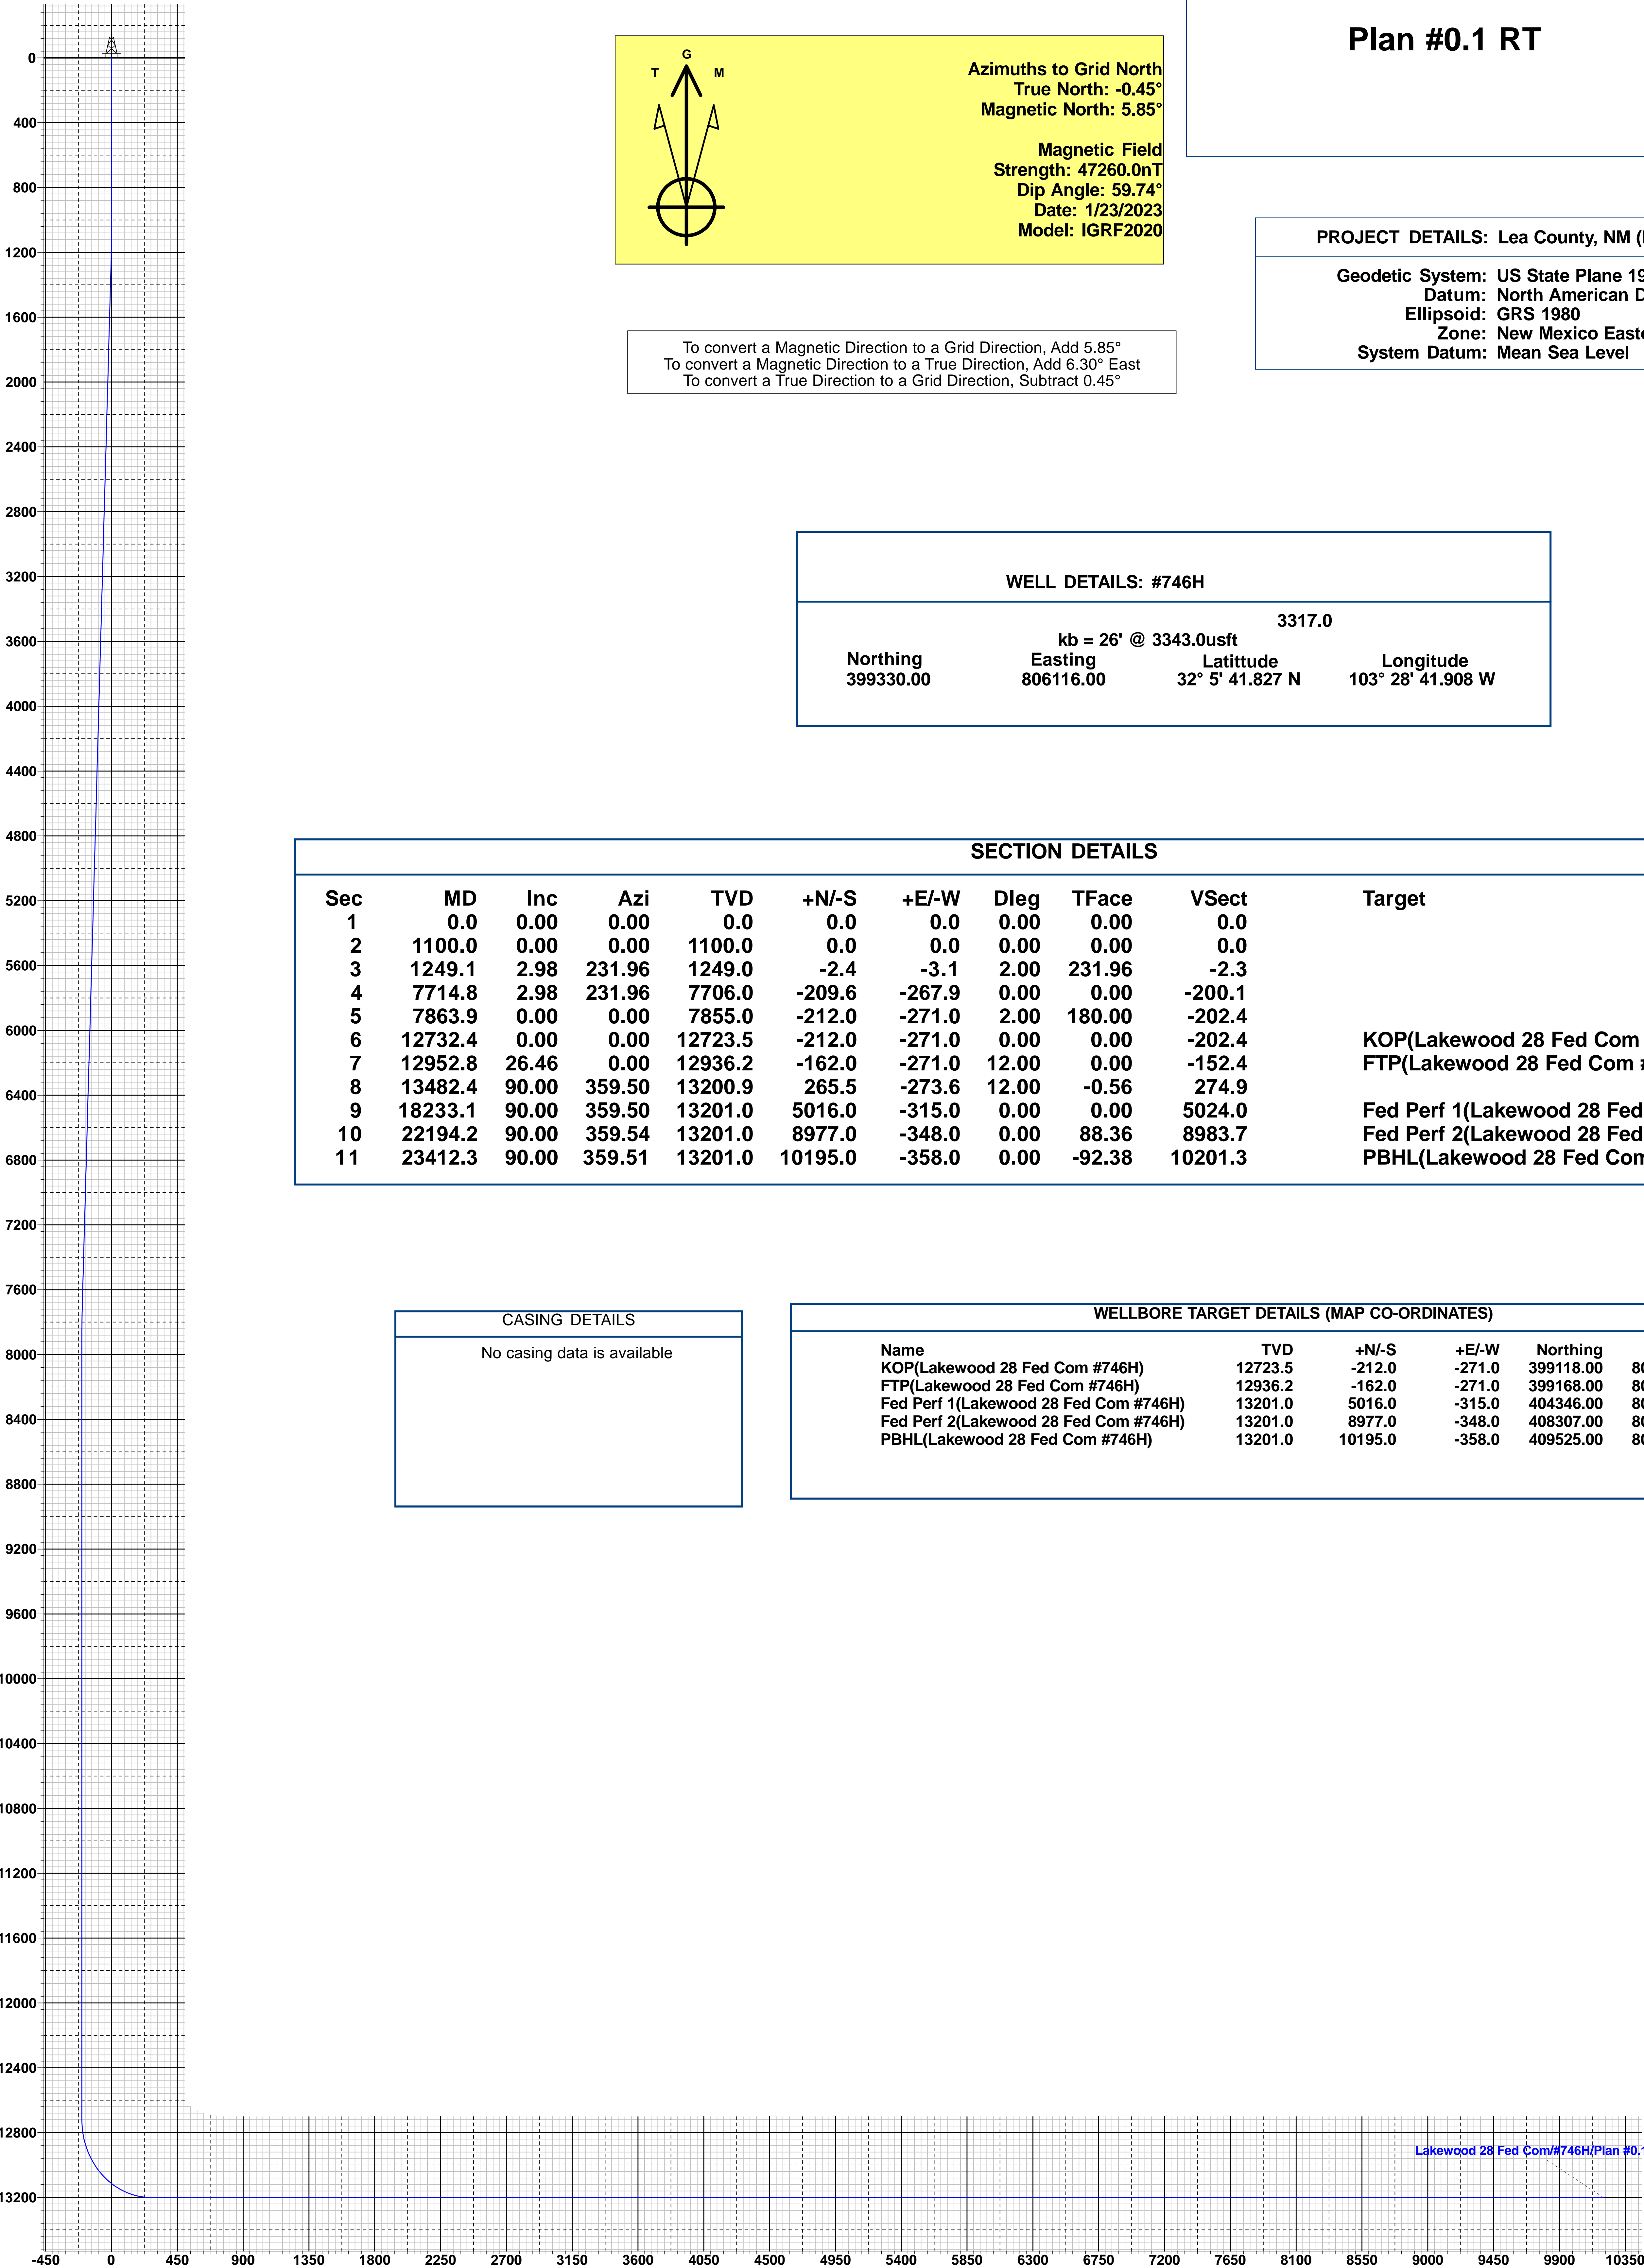 Plan #0.1 RT
G
T M
Azimuths to Grid North
True North: -0.45°
Magnetic North: 5.85°
Magnetic Field
Strength: 47260.0nT
Dip Angle: 59.74°
Date: 1/23/2023
Model: IGRF2020
PROJECT DETAILS: Lea County, NM (
Geodetic System: US State Plane 19
Datum: North American D
Ellipsoid: GRS 1980
Zone: New Mexico Easte
System Datum: Mean Sea Level
To convert a Magnetic Direction to a Grid Direction, Add 5.85°
To convert a Magnetic Direction to a True Direction, Add 6.30° East
To convert a True Direction to a Grid Direction, Subtract 0.45°
WELL DETAILS: #746H
3317.0
kb = 26' @ 3343.0usft
Northing Easting Latittude Longitude
399330.00 806116.00 32° 5' 41.827 N 103° 28' 41.908 W
SECTION DETAILS
Sec MD Inc Azi TVD +N/-S +E/-W Dleg TFace VSect Target
1 0.0 0.00 0.00 0.0 0.0 0.0 0.00 0.00 0.0
2 1100.0 0.00 0.00 1100.0 0.0 0.0 0.00 0.00 0.0
3 1249.1 2.98 231.96 1249.0 -2.4 -3.1 2.00 231.96 -2.3
4 7714.8 2.98 231.96 7706.0 -209.6 -267.9 0.00 0.00 -200.1
5 7863.9 0.00 0.00 7855.0 -212.0 -271.0 2.00 180.00 -202.4
6 12732.4 0.00 0.00 12723.5 -212.0 -271.0 0.00 0.00 -202.4 KOP(Lakewood 28 Fed Com
7 12952.8 26.46 0.00 12936.2 -162.0 -271.0 12.00 0.00 -152.4 FTP(Lakewood 28 Fed Com #
8 13482.4 90.00 359.50 13200.9 265.5 -273.6 12.00 -0.56 274.9
9 18233.1 90.00 359.50 13201.0 5016.0 -315.0 0.00 0.00 5024.0 Fed Perf 1(Lakewood 28 Fed
10 22194.2 90.00 359.54 13201.0 8977.0 -348.0 0.00 88.36 8983.7 Fed Perf 2(Lakewood 28 Fed
11 23412.3 90.00 359.51 13201.0 10195.0 -358.0 0.00 -92.38 10201.3 PBHL(Lakewood 28 Fed Com
CASING DETAILS
No casing data is available
WELLBORE TARGET DETAILS (MAP CO-ORDINATES)
Name TVD +N/-S +E/-W Northing
KOP(Lakewood 28 Fed Com #746H) 12723.5 -212.0 -271.0 399118.00 80
FTP(Lakewood 28 Fed Com #746H) 12936.2 -162.0 -271.0 399168.00 80
Fed Perf 1(Lakewood 28 Fed Com #746H) 13201.0 5016.0 -315.0 404346.00 80
Fed Perf 2(Lakewood 28 Fed Com #746H) 13201.0 8977.0 -348.0 408307.00 80
PBHL(Lakewood 28 Fed Com #746H) 13201.0 10195.0 -358.0 409525.00 80
0
400
800
1200
1600
2000
2400
2800
3200
3600
4000
4400
4800
5200
5600
6000
6400
6800
7200
7600
8000
8400
8800
9200
9600
10000
10400
10800
11200
11600
12000
12400
12800
13200
Lakewood 28 Fed Com/#746H/Plan #0.1
-450 0 450 900 1350 1800 2250 2700 3150 3600 4050 4500 4950 5400 5850 6300 6750 7200 7650 8100 8550 9000 9450 9900 10350